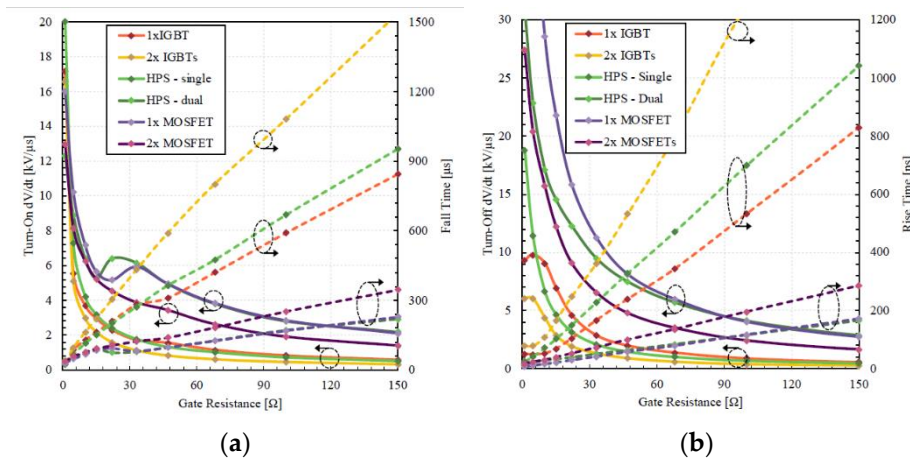 20
18
16
14
12
10
8
6
4
2
0
Turn-On dV/dt [kV/μs]
1xIGBT
2x IGBTs
HPS - single
HPS - dual
1x MOSFET
2x MOSFET
1500
1200
900
600
300
0
Fall Time [μs]
0 30 60 90 120 150
Gate Resistance [Ω]
(a)
30
25
20
15
10
5
0
Turn-Off dV/dt [kV/μs]
1x IGBT
2x IGBTs
HPS - Single
HPS - Dual
1x MOSFET
2x MOSFETs
1200
1000
800
600
400
200
0
Rise Time [ηs]
0 30 60 90 120 150
Gate Resistance [Ω]
(b)